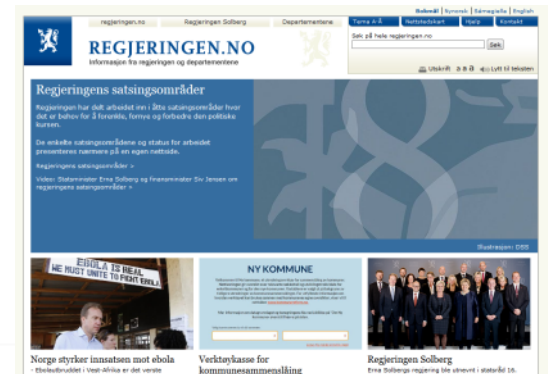 Bokmål | Nynorsk | Sámegiella | English
regjeringen.no Regjeringen Solberg Departementene Tema A-Å Nettstedskart Hjelp Kontakt
REGJERINGEN.NO
Informasjon fra regjeringen og departementene
Søk på hele regjeringen.no
Søk
Utskrift a a a Lytt til teksten
Regjeringens satsingsområder
Regjeringen har delt arbeidet inn i åtte satsingsområder hvor
det er behov for å forenkle, fornye og forbedre den politiske
kursen.
De enkelte satsingsområdene og status for arbeidet
presenteres nærmere på en egen nettside.
Regjeringens satsingsområder >
Video: Statsminister Erna Solberg og finansminister Siv Jensen om
regjeringens satsingsområder >
Illustrasjon: DSS
EBOLA IS REAL
WE MUST UNITE TO FIGHT EBOLA
NY KOMMUNE
Norge styrker innsatsen mot ebola
- Ebolautbruddet i Vest-Afrika er det verste
Verktøykasse for
kommunesammenslåing
Regjeringen Solberg
Erna Solbergs regjering ble utnevnt i statsråd 16.